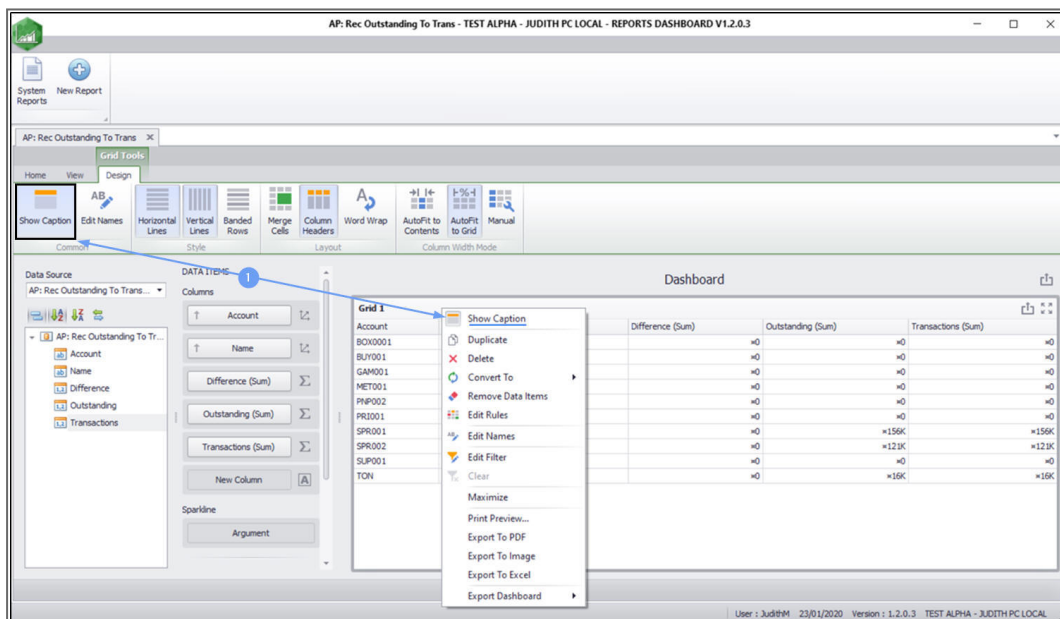 AP: Rec Outstanding To Trans - TEST ALPHA - JUDITH PC LOCAL - REPORTS DASHBOARD V1.2.0.3
System Reports
New Report
AP: Rec Outstanding To Trans
Grid Tools
Home View Design
Show Caption
Edit Names
Horizontal Lines
Vertical Lines
Banded Rows
Merge Cells
Column Headers
Word Wrap
AutoFit to Contents
AutoFit to Grid
Manual
Common
Style
Layout
Column Width Mode
Data Source
AP: Rec Outstanding To Trans...
AP: Rec Outstanding To Tr...
Account
Name
Difference
Outstanding
Transactions
DATA ITEMS
1
Columns
Account
Name
Difference (Sum)
Outstanding (Sum)
Transactions (Sum)
New Column
Sparkline
Argument
Dashboard
Grid 1
Account Difference (Sum) Outstanding (Sum) Transactions (Sum)
BOX0001 ¤0 ¤0 ¤0
BUY001 ¤0 ¤0 ¤0
GAM001 ¤0 ¤0 ¤0
MET001 ¤0 ¤0 ¤0
PNP002 ¤0 ¤0 ¤0
PRI001 ¤0 ¤0 ¤0
SPR001 ¤0 ¤156K ¤156K
SPR002 ¤0 ¤121K ¤121K
SUP001 ¤0 ¤0 ¤0
TON ¤0 ¤16K ¤16K
Show Caption
Duplicate
Delete
Convert To
Remove Data Items
Edit Rules
Edit Names
Edit Filter
Clear
Maximize
Print Preview...
Export To PDF
Export To Image
Export To Excel
Export Dashboard
User : JudithM 23/01/2020 Version : 1.2.0.3 TEST ALPHA - JUDITH PC LOCAL